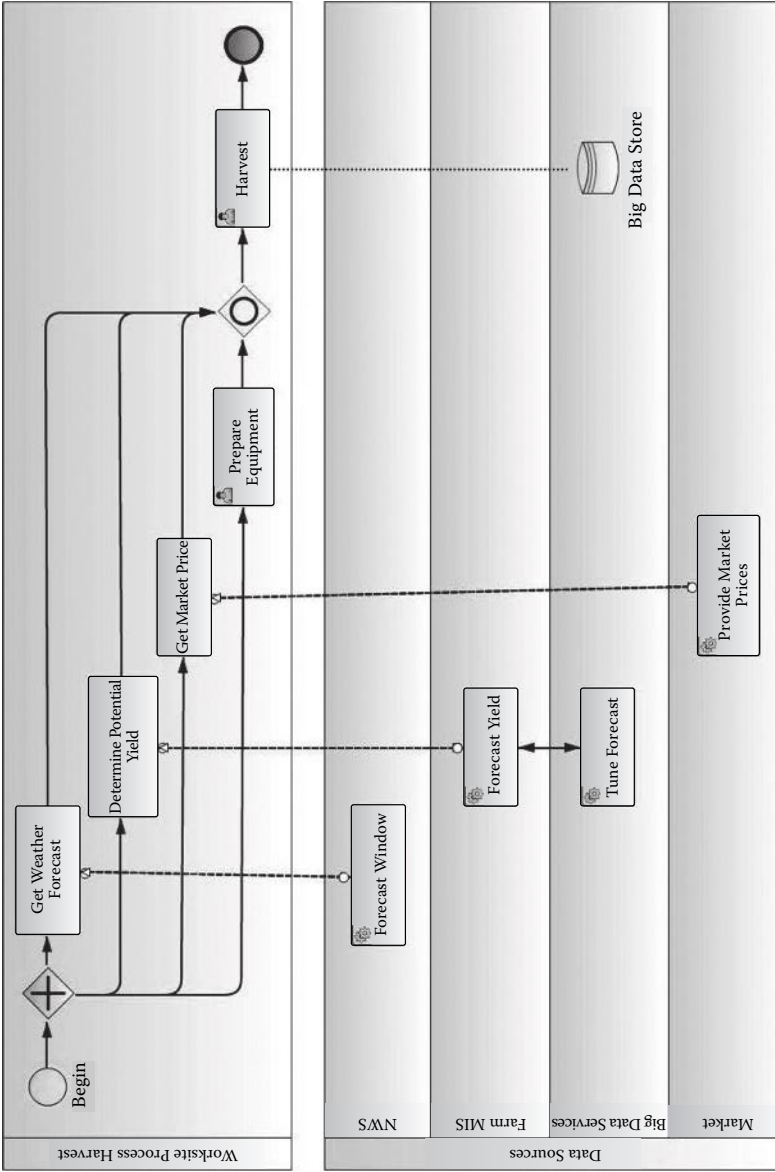 Worksite Process Harvest
Begin
Get Weather
Forecast
Determine Potential
Yield
Get Market Price
Prepare
Equipment
Harvest
Data Sources
NWS
Forecast Window
Farm MIS
Forecast Yield
Big Data Services
Tune Forecast
Big Data Store
Market
Provide Market
Prices